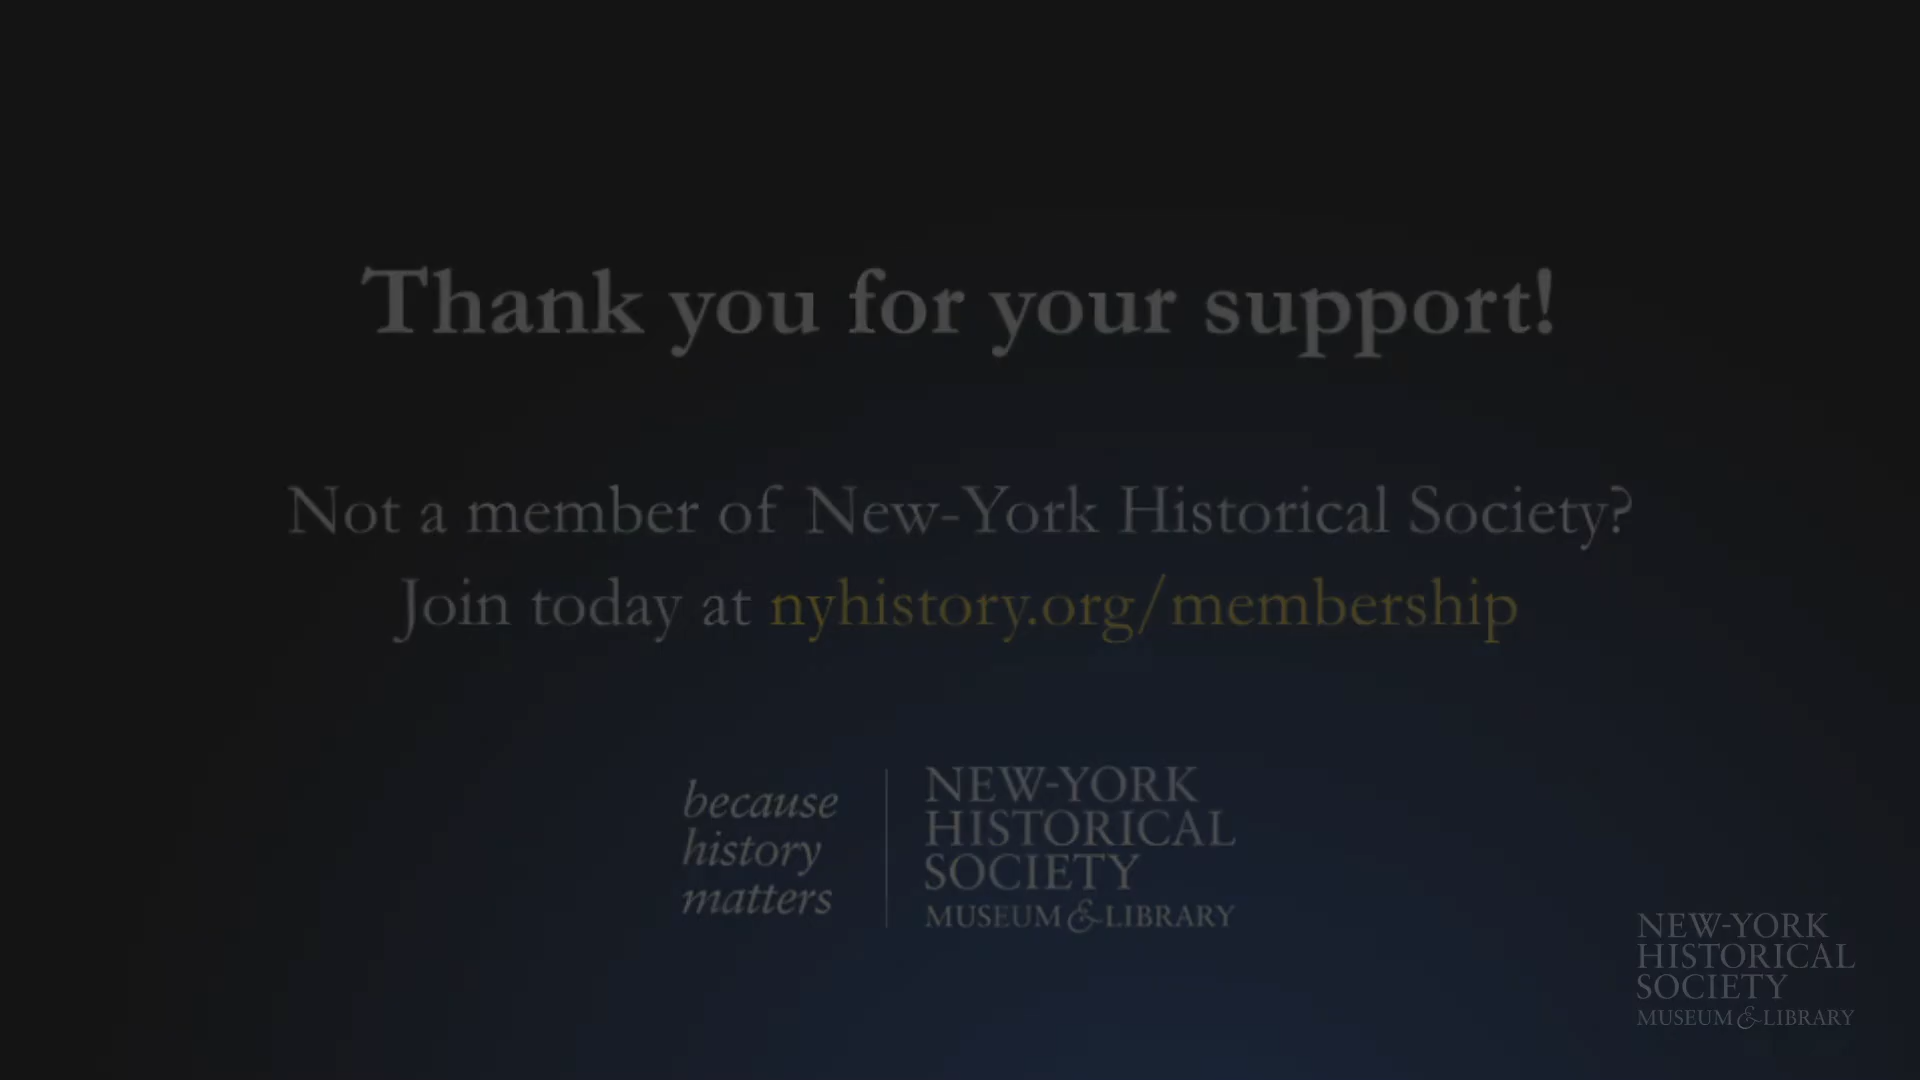 Thank you for your support!
Not a member of New-York Historical Society?
Join today at nyhistory.org/membership
because
history
matters
NEW-YORK
HISTORICAL
SOCIETY
MUSEUM & LIBRARY
NEW-YORK
HISTORICAL
SOCIETY
MUSEUM & LIBRARY